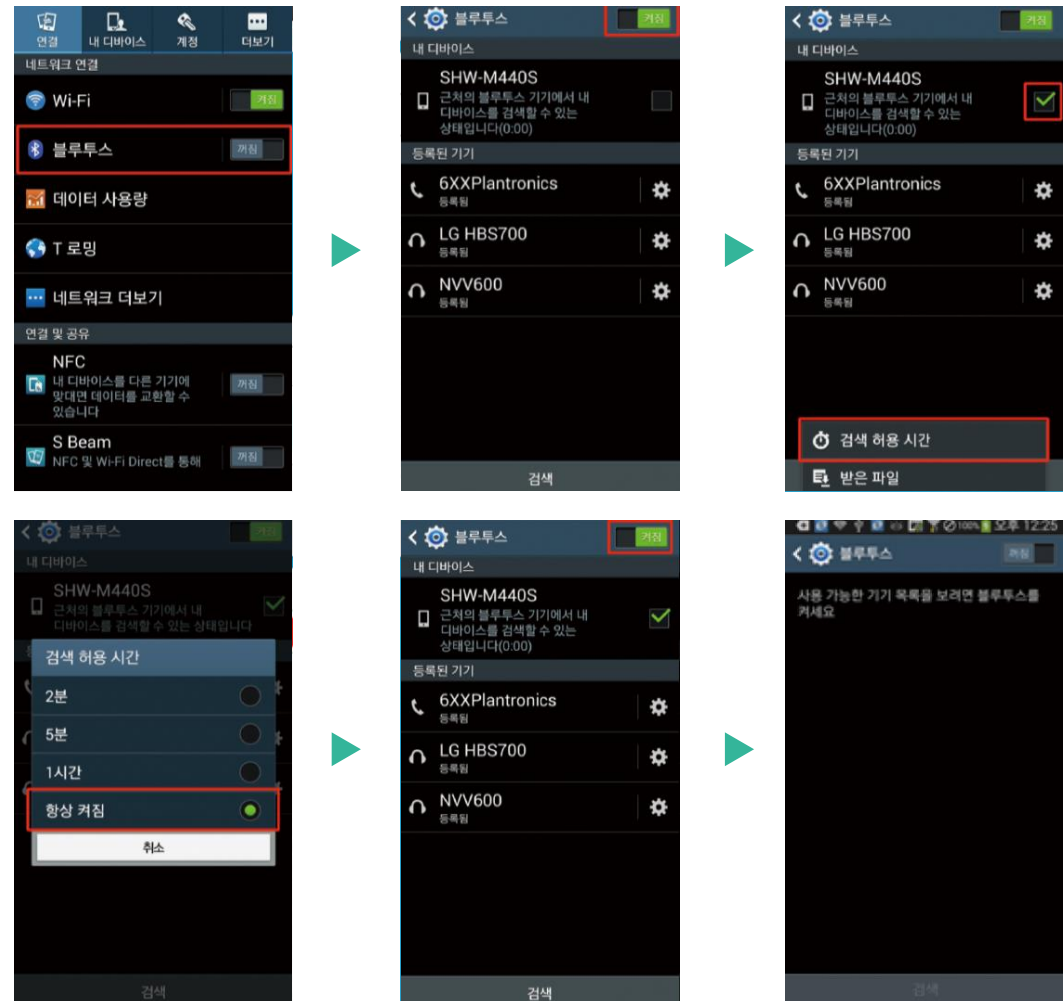 연결
내 디바이스
계정
더보기
네트워크 연결
Wi-Fi
켜짐
블루투스
꺼짐
데이터 사용량
T 로밍
네트워크 더보기
연결 및 공유
NFC
내 디바이스를 다른 기기에
맞대면 데이터를 교환할 수
있습니다
꺼짐
S Beam
NFC 및 Wi-Fi Direct를 통해
꺼짐
블루투스
켜짐
내 디바이스
SHW-M440S
근처의 블루투스 기기에서 내
디바이스를 검색할 수 있는
상태입니다(0:00)
등록된 기기
6XXPlantronics
등록됨
LG HBS700
등록됨
NVV600
등록됨
검색
블루투스
켜짐
내 디바이스
SHW-M440S
근처의 블루투스 기기에서 내
디바이스를 검색할 수 있는
상태입니다(0:00)
등록된 기기
6XXPlantronics
등록됨
LG HBS700
등록됨
NVV600
등록됨
검색 허용 시간
받은 파일
블루투스
켜짐
내 디바이스
SHW-M440S
근처의 블루투스 기기에서 내
디바이스를 검색할 수 있는 상태입니다
검색 허용 시간
2분
5분
1시간
항상 켜짐
취소
검색
블루투스
켜짐
내 디바이스
SHW-M440S
근처의 블루투스 기기에서 내
디바이스를 검색할 수 있는
상태입니다(0:00)
등록된 기기
6XXPlantronics
등록됨
LG HBS700
등록됨
NVV600
등록됨
검색
100% 오후 12:25
블루투스
꺼짐
사용 가능한 기기 목록을 보려면 블루투스를
켜세요
검색